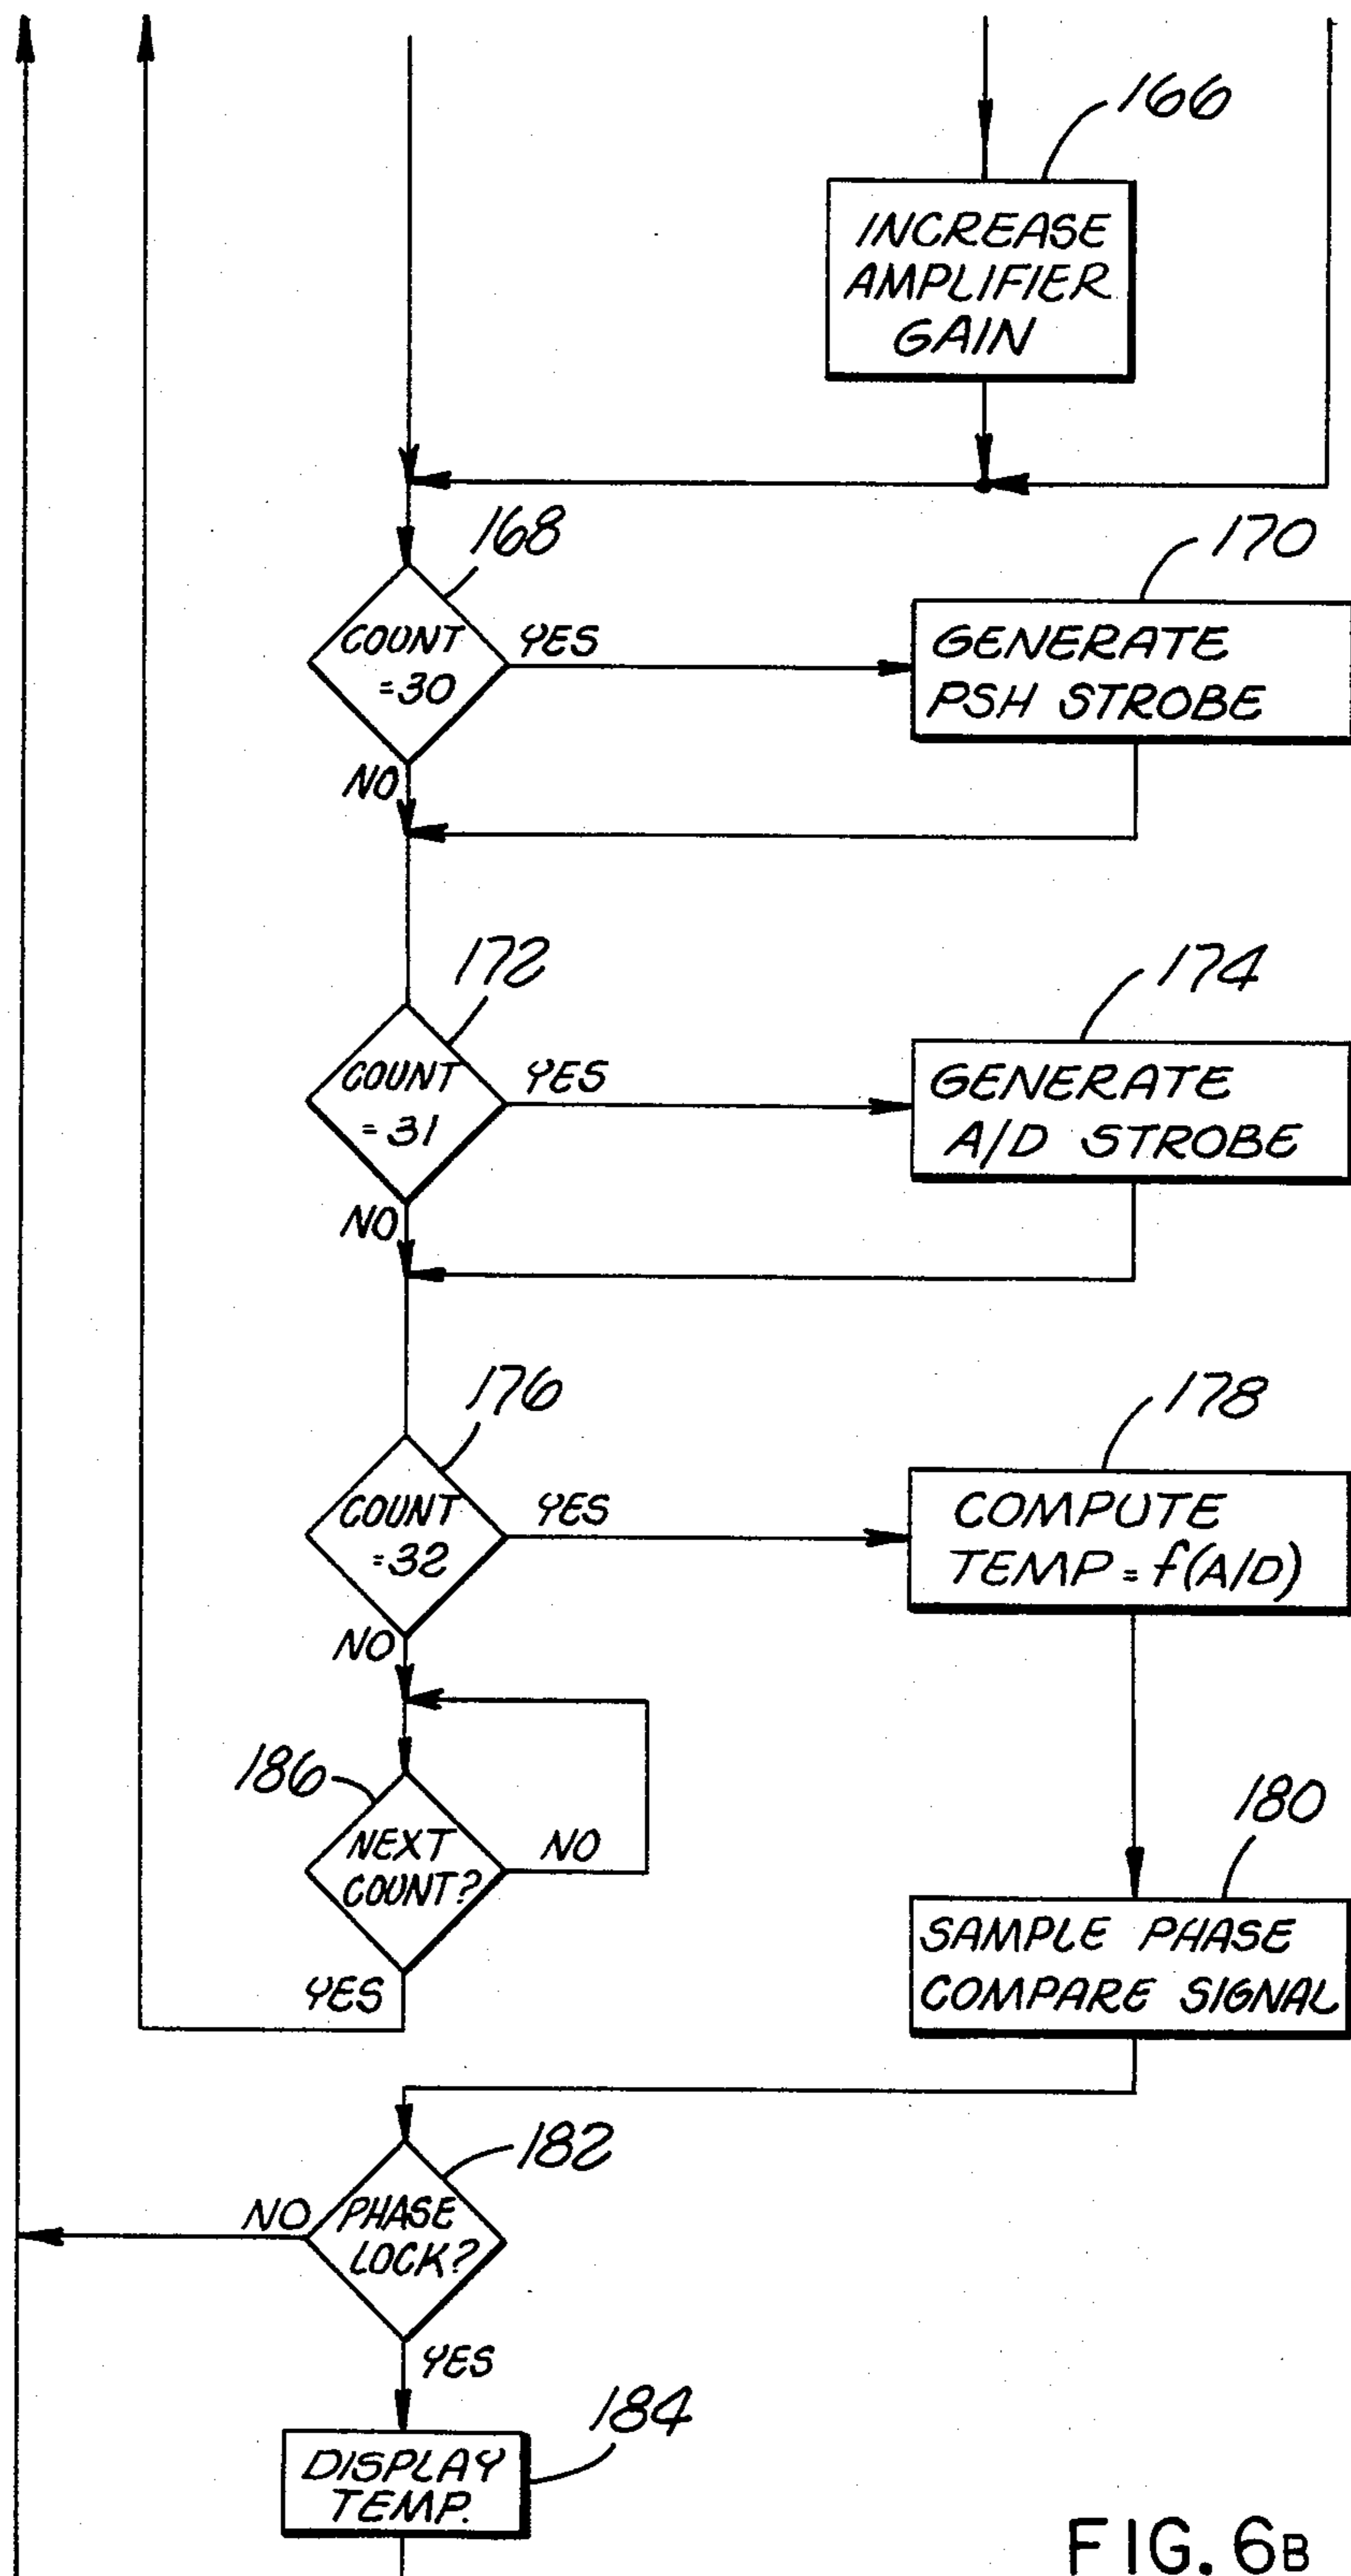 166
INCREASE
AMPLIFIER
GAIN
168
170
COUNT
=30
YES
GENERATE
PSH STROBE
NO
172
174
COUNT
=31
YES
GENERATE
A/D STROBE
NO
176
178
COUNT
=32
YES
COMPUTE
TEMP=f(A/D)
NO
186
NEXT
COUNT?
NO
180
SAMPLE PHASE
COMPARE SIGNAL
YES
182
NO
PHASE
LOCK?
YES
184
DISPLAY
TEMP.
FIG. 6B